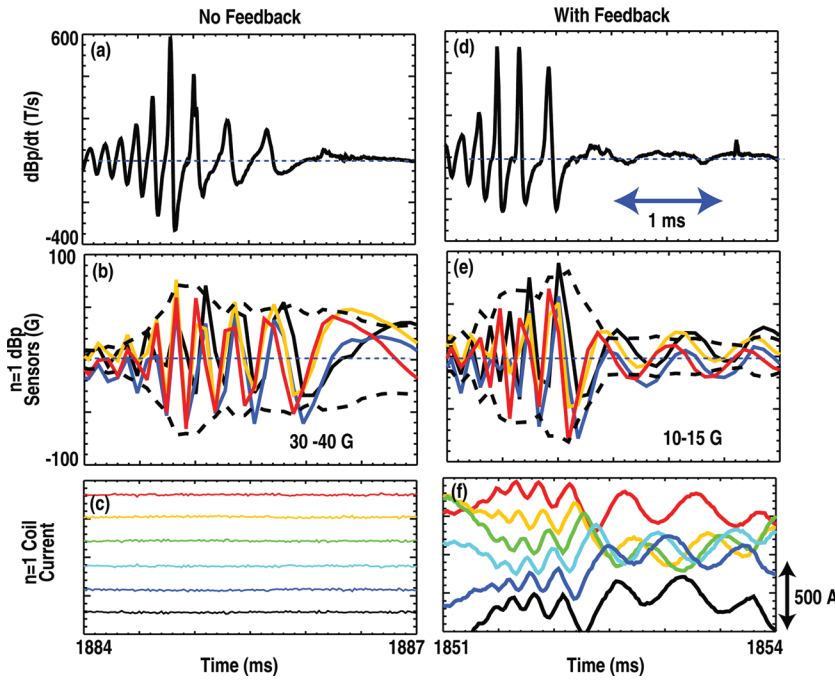 No Feedback
With Feedback
600
(a)
(d)
dBp/dt (T/s)
1 ms
-400
100
(b)
(e)
n=1 dBp
Sensors (G)
30 -40 G
10-15 G
-100
(c)
(f)
n=1 Coil
Current
500 A
1884
1887
1851
1854
Time (ms)
Time (ms)